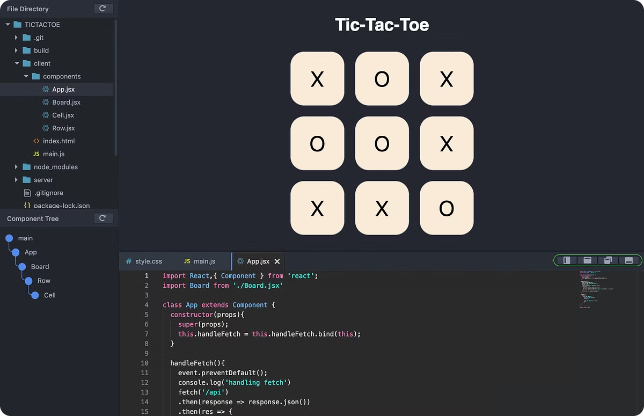 File Directory
TICTACTOE
.git
build
client
components
App.jsx
Board.jsx
Cell.jsx
Row.jsx
<> index.html
JS main.js
node_modules
server
.gitignore
{} package-lock.json
Component Tree
main
App
Board
Row
Cell
Tic-Tac-Toe
X O X
O O X
X X O
# style.css JS main.js App.jsx ×
1 import React,{ Component } from 'react';
2 import Board from './Board.jsx'
3
4 class App extends Component {
5 constructor(props){
6 super(props);
7 this.handleFetch = this.handleFetch.bind(this);
8 }
9
10 handleFetch(){
11 event.preventDefault();
12 console.log('handling fetch')
13 fetch('/api')
14 .then(response => response.json())
15 .then(res => {